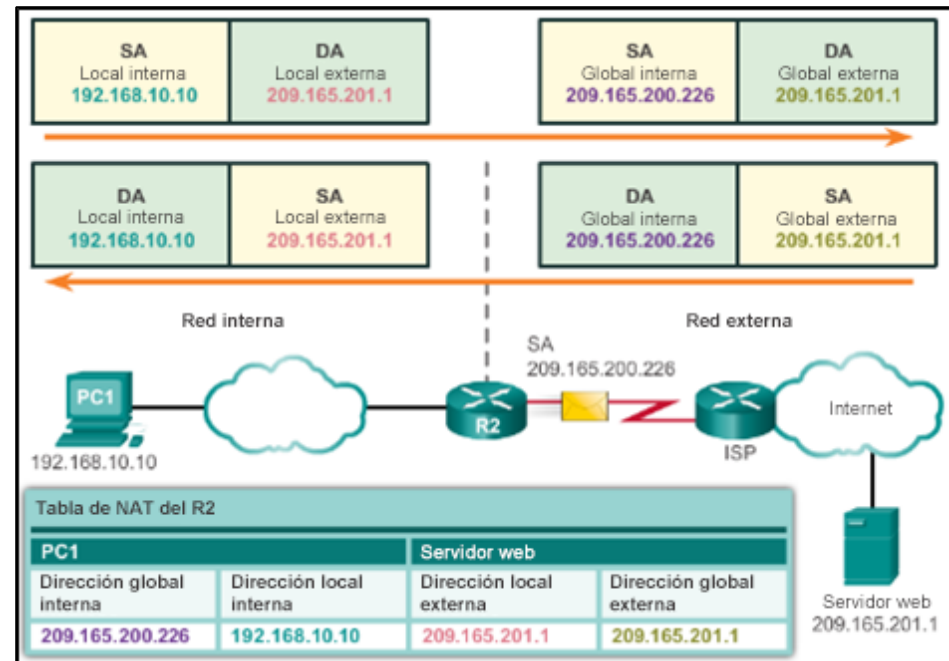 SA
Local interna
192.168.10.10
DA
Local externa
209.165.201.1
SA
Global interna
209.165.200.226
DA
Global externa
209.165.201.1
DA
Local interna
192.168.10.10
SA
Local externa
209.165.201.1
DA
Global interna
209.165.200.226
SA
Global externa
209.165.201.1
Red interna
Red externa
SA
209.165.200.226
PC1
192.168.10.10
R2
ISP
Internet
Servidor web
209.165.201.1
Tabla de NAT del R2
PC1
Servidor web
Dirección global
interna
Dirección local
interna
Dirección local
externa
Dirección global
externa
209.165.200.226
192.168.10.10
209.165.201.1
209.165.201.1